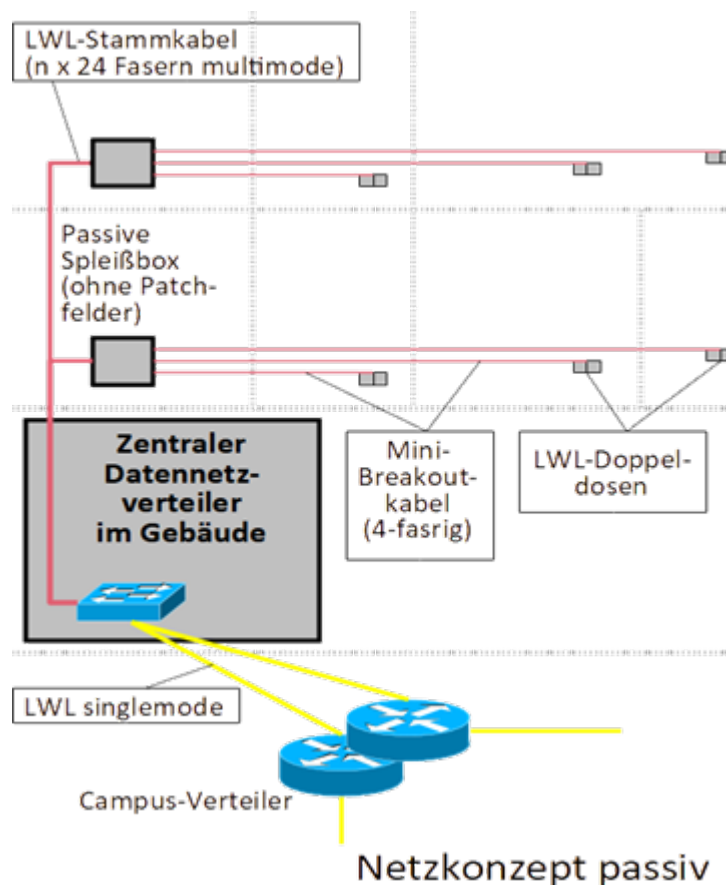 LWL-Stammkabel
(n x 24 Fasern multimode)
Passive
Spleißbox
(ohne Patch-
felder)
Zentraler
Datennetz-
verteiler
im Gebäude
Mini-
Breakout-
kabel
(4-fasrig)
LWL-Doppel-
dosen
LWL singlemode
Campus-Verteiler
Netzkonzept passiv